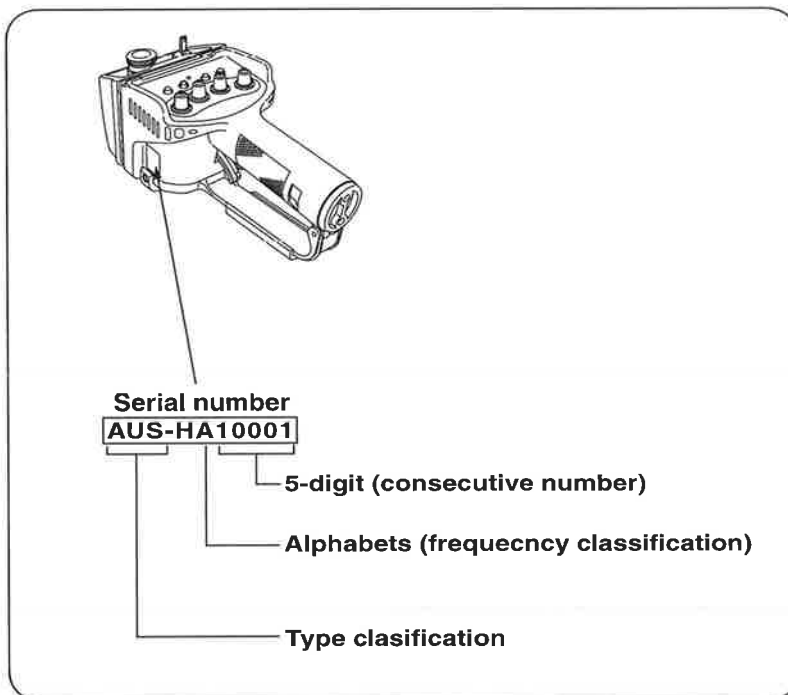 Serial number
AUS-HA10001
5-digit (consecutive number)
Alphabets (frequecncy classification)
Type clasification